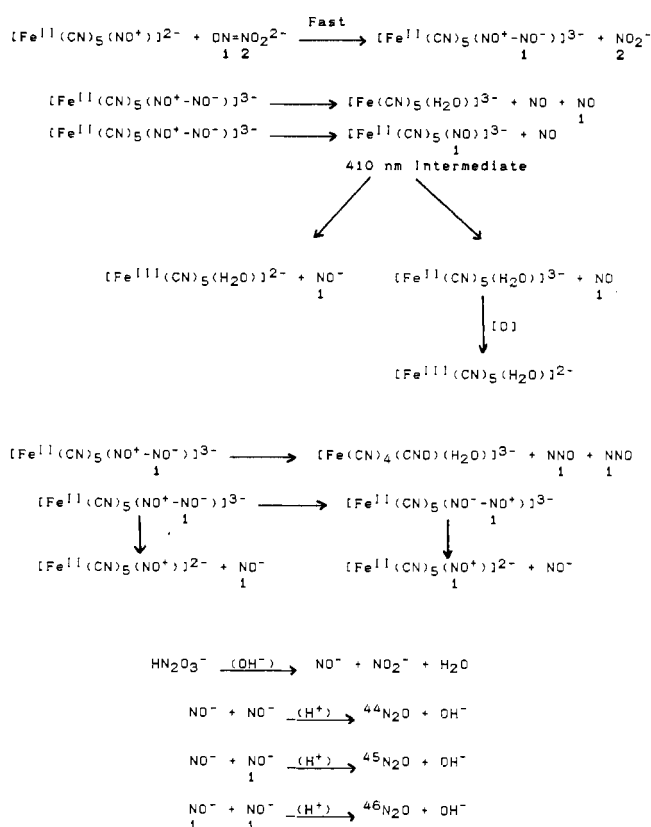 Fast
[Fe^II(CN)5(NO+)]2- + ON=NO2 2- ⟶ [Fe^II(CN)5(NO+-NO-)]3- + NO2-
1 2 1 2
[Fe^II(CN)5(NO+-NO-)]3- ⟶ [Fe(CN)5(H2O)]3- + NO + NO
1
[Fe^II(CN)5(NO+-NO-)]3- ⟶ [Fe^II(CN)5(NO)]3- + NO
1
410 nm Intermediate
[Fe^III(CN)5(H2O)]2- + NO- [Fe^II(CN)5(H2O)]3- + NO
1 1
[O]
[Fe^III(CN)5(H2O)]2-
[Fe^II(CN)5(NO+-NO-)]3- ⟶ [Fe(CN)4(CNO)(H2O)]3- + NNO + NNO
1 1 1
[Fe^II(CN)5(NO+-NO-)]3- ⟶ [Fe^II(CN)5(NO--NO+)]3-
1 1
[Fe^II(CN)5(NO+)]2- + NO- [Fe^II(CN)5(NO+)]2- + NO-
1 1
HN2O3- (OH-) ⟶ NO- + NO2- + H2O
NO- + NO- (H+) ⟶ 44N2O + OH-
NO- + NO- (H+) ⟶ 45N2O + OH-
1
NO- + NO- (H+) ⟶ 46N2O + OH-
1 1